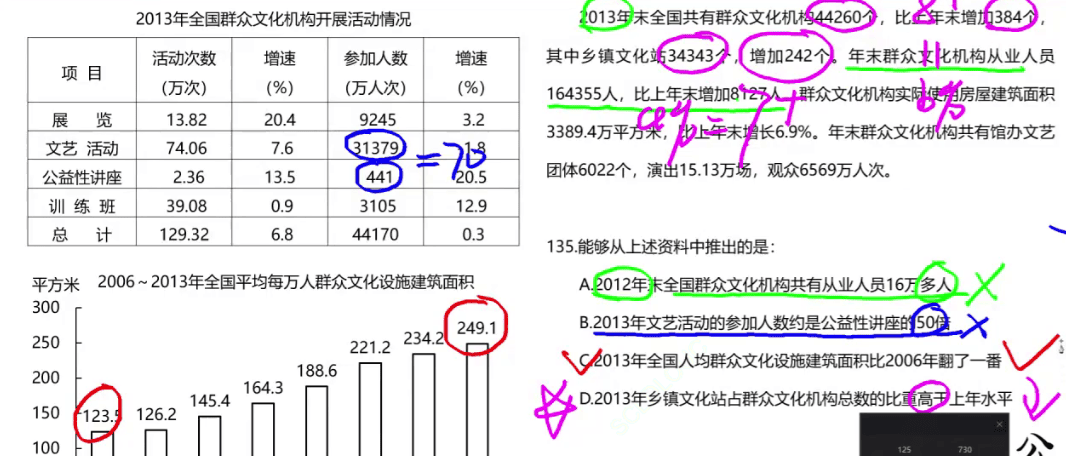 2013年全国群众文化机构开展活动情况
项 目 活动次数（万次） 增速（%） 参加人数（万人次） 增速（%）
展 览 13.82 20.4 9245 3.2
文艺 活动 74.06 7.6 31379 1.8 = 70
公益性讲座 2.36 13.5 441 20.5
训 练 班 39.08 0.9 3105 12.9
总 计 129.32 6.8 44170 0.3
平方米 2006～2013年全国平均每万人群众文化设施建筑面积
300
250
200
150
100
123.5 126.2 145.4 164.3 188.6 221.2 234.2 249.1
2013年末全国共有群众文化机构44260个，比上年末增加384个，
其中乡镇文化站34343个，增加242个。年末群众文化机构从业人员
164355人，比上年末增加8127人。群众文化机构实际使用房屋建筑面积
3389.4万平方米，比上年末增长6.9%。年末群众文化机构共有馆办文艺
团体6022个，演出15.13万场，观众6569万人次。
135.能够从上述资料中推出的是：
A.2012年末全国群众文化机构共有从业人员16万多人
B.2013年文艺活动的参加人数约是公益性讲座的50倍
C.2013年全国人均群众文化设施建筑面积比2006年翻了一番
D.2013年乡镇文化站占群众文化机构总数的比重高于上年水平
125 730